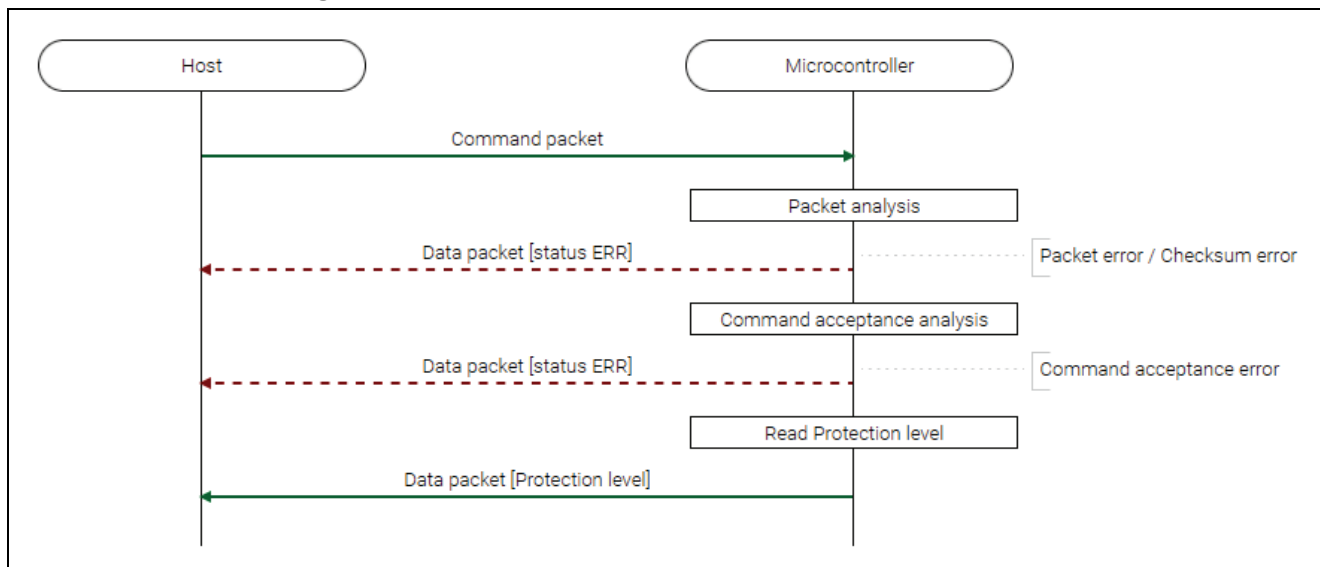 Host
Microcontroller
Command packet
Packet analysis
Data packet [status ERR]
Packet error / Checksum error
Command acceptance analysis
Data packet [status ERR]
Command acceptance error
Read Protection level
Data packet [Protection level]